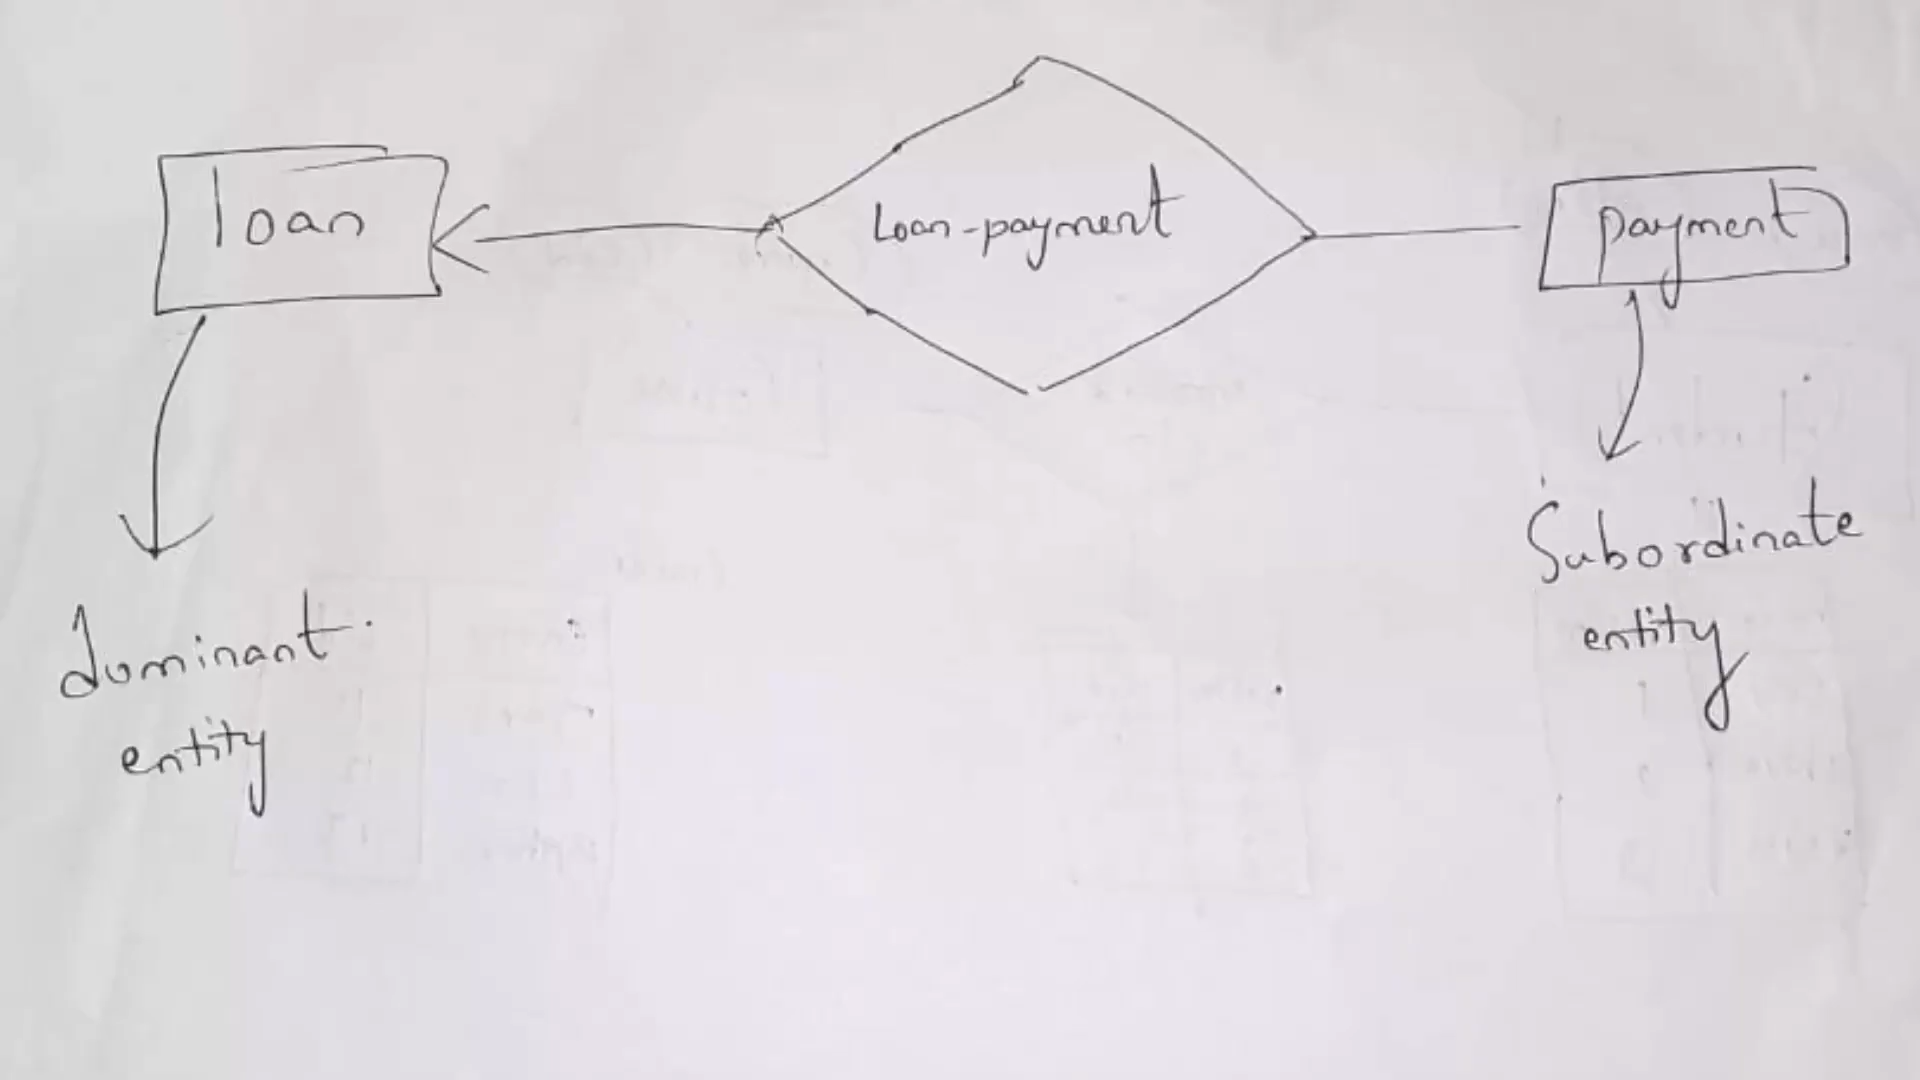 loan
Loan-payment
payment
dominant
entity
Subordinate
entity